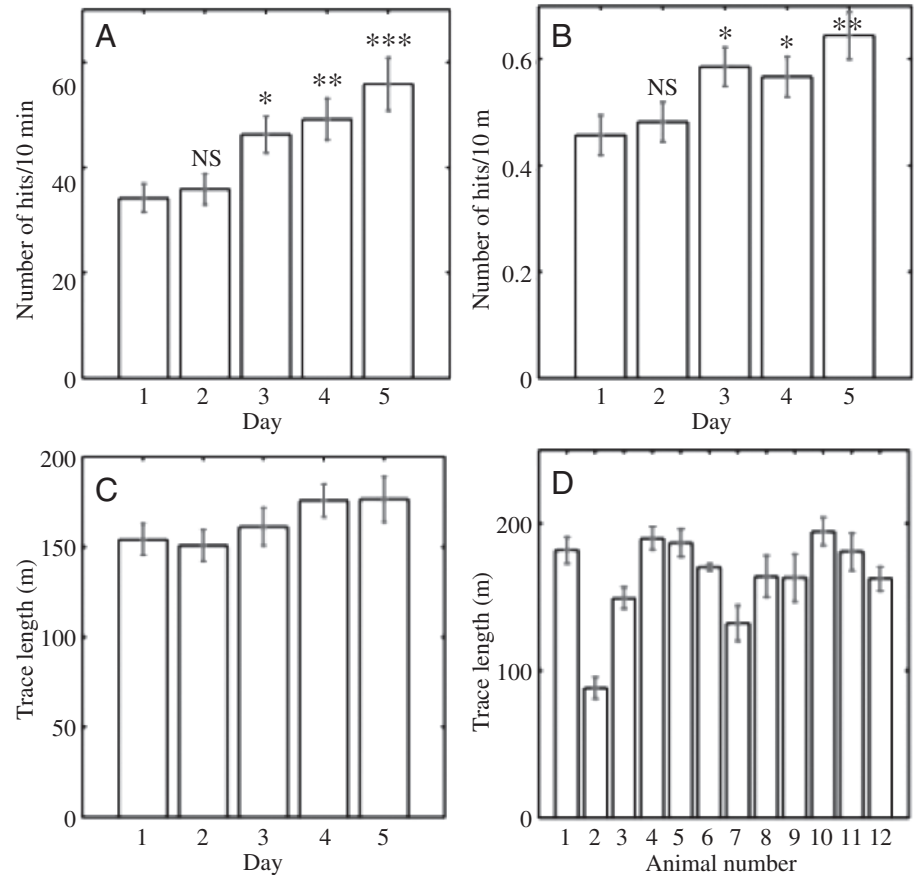 A
Number of hits/10 min
60
40
20
0
NS
*
**
***
1 2 3 4 5
Day
B
Number of hits/10 m
0.6
0.4
0.2
0
NS
*
*
**
1 2 3 4 5
Day
C
Trace length (m)
200
150
100
50
0
1 2 3 4 5
Day
D
Trace length (m)
200
100
0
1 2 3 4 5 6 7 8 9 10 11 12
Animal number